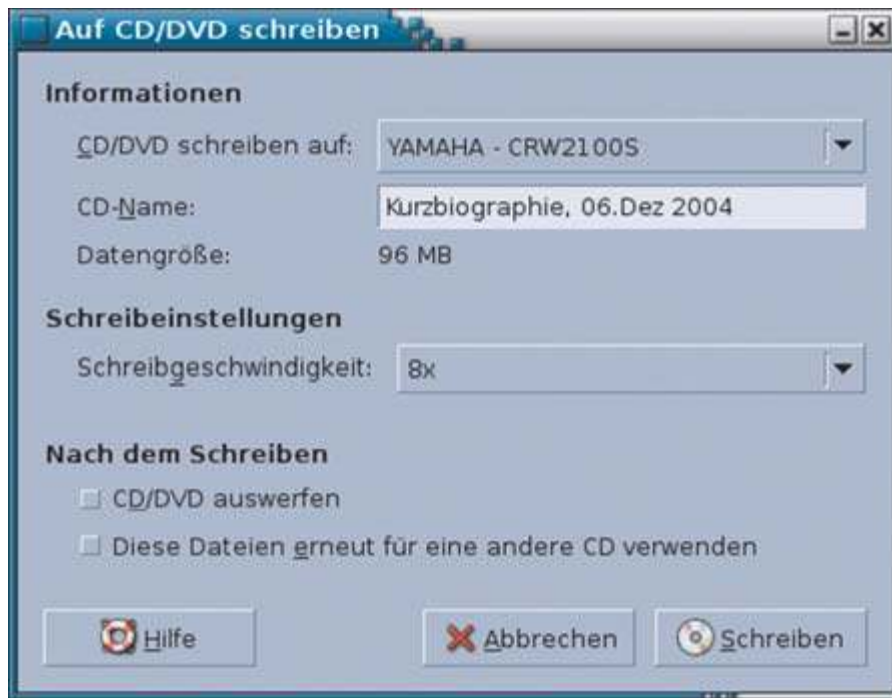 Auf CD/DVD schreiben
Informationen
CD/DVD schreiben auf: YAMAHA - CRW2100S
CD-Name: Kurzbiographie, 06.Dez 2004
Datengröße: 96 MB
Schreibeinstellungen
Schreibgeschwindigkeit: 8x
Nach dem Schreiben
CD/DVD auswerfen
Diese Dateien erneut für eine andere CD verwenden
Hilfe Abbrechen Schreiben